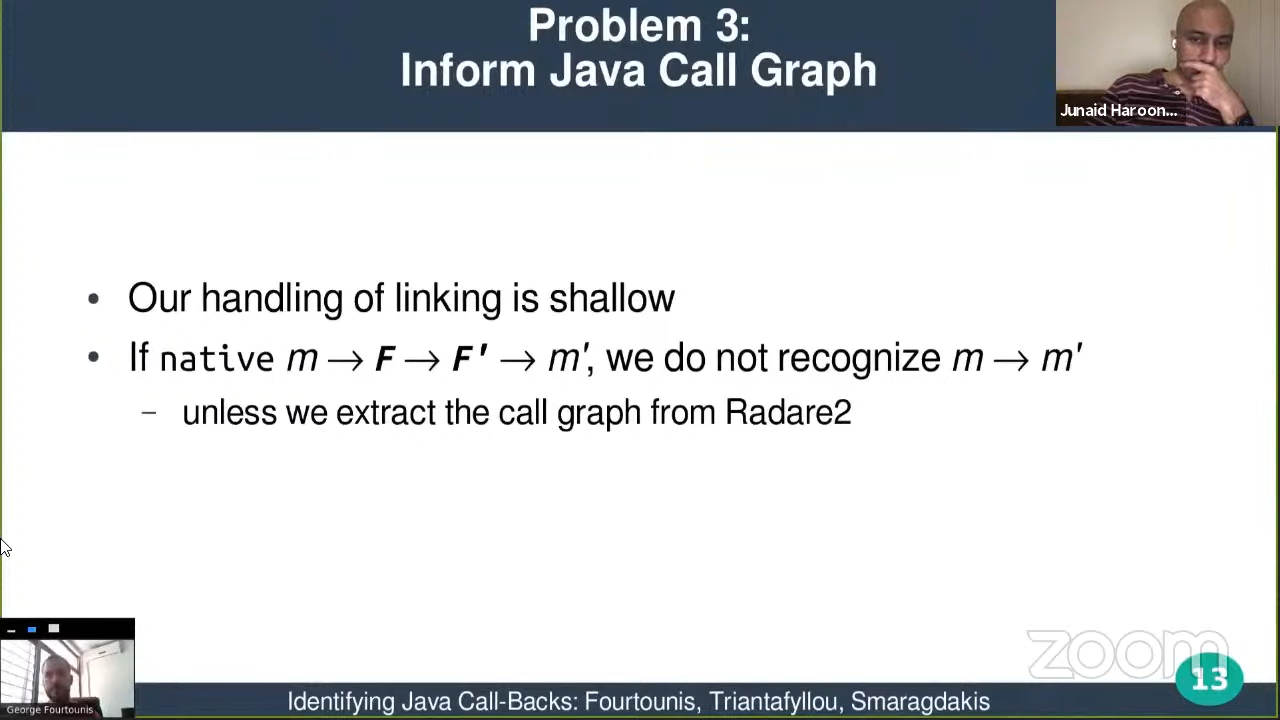 Problem 3:
Inform Java Call Graph
Junaid Haroon...
• Our handling of linking is shallow
• If native m → F → F' → m', we do not recognize m → m'
– unless we extract the call graph from Radare2
George Fourtounis
zoom
13
Identifying Java Call-Backs: Fourtounis, Triantafyllou, Smaragdakis